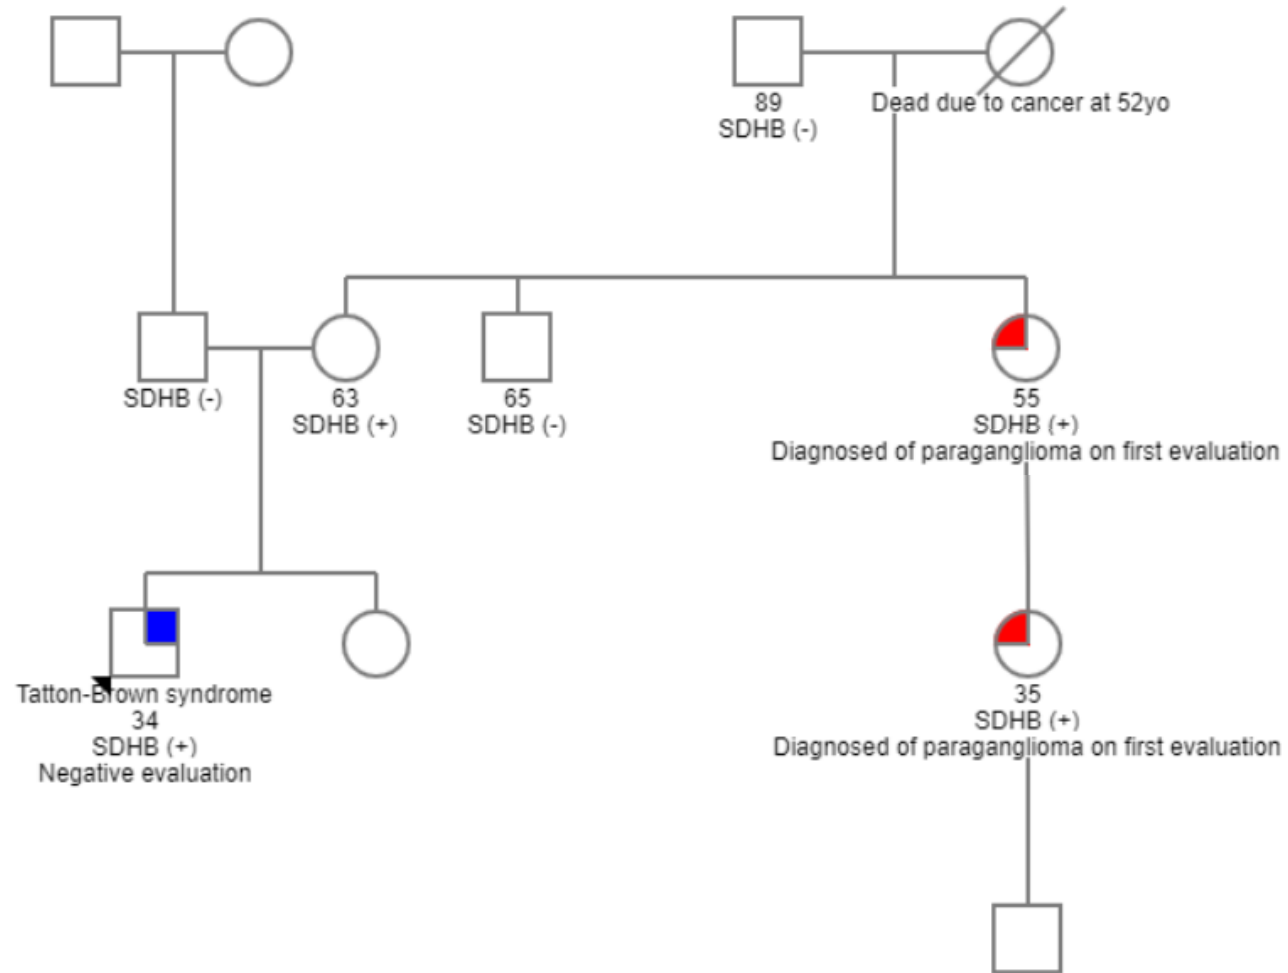 89
SDHB (-)
Dead due to cancer at 52yo
SDHB (-)
63
SDHB (+)
65
SDHB (-)
55
SDHB (+)
Diagnosed of paraganglioma on first evaluation
Tatton-Brown syndrome
34
SDHB (+)
Negative evaluation
35
SDHB (+)
Diagnosed of paraganglioma on first evaluation